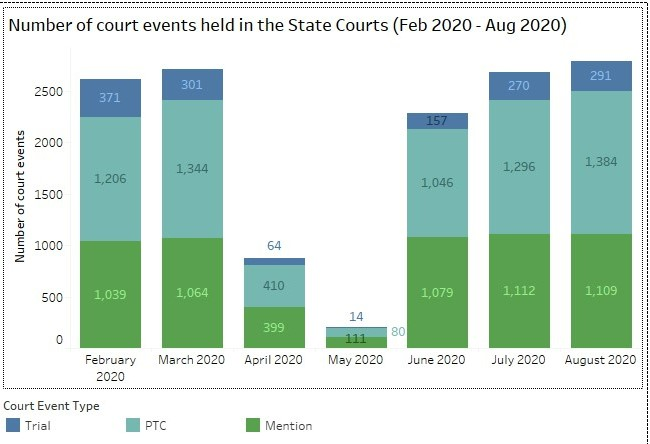 Number of court events held in the State Courts (Feb 2020 - Aug 2020)
Number of court events
2500
2000
1500
1000
500
0
371
1,206
1,039
301
1,344
1,064
64
410
399
14
80
111
157
1,046
1,079
270
1,296
1,112
291
1,384
1,109
February
2020
March 2020
April 2020
May 2020
June 2020
July 2020
August 2020
Court Event Type
Trial
PTC
Mention